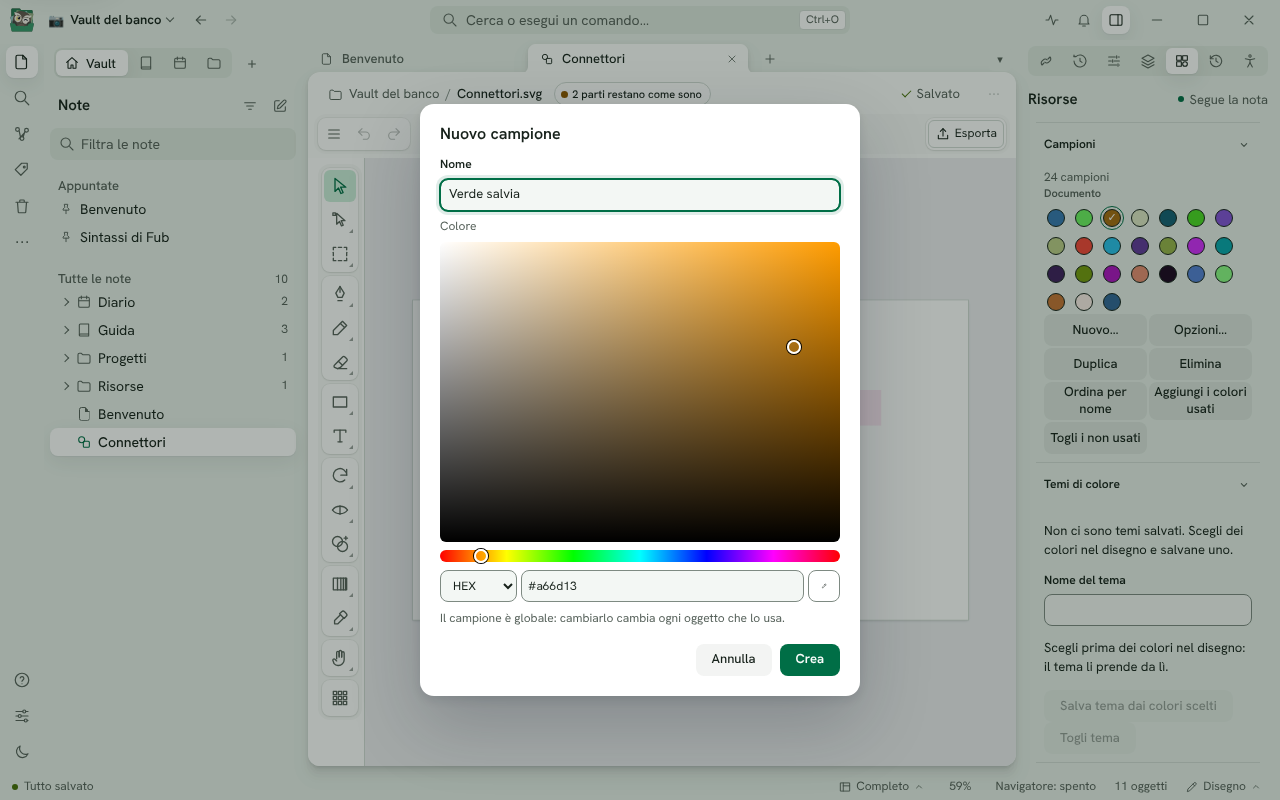 Vault del banco
Cerca o esegui un comando...
Ctrl+O
Vault
Benvenuto
Connettori
Note
Filtra le note
Appuntate
Benvenuto
Sintassi di Fub
Tutte le note 10
Diario 2
Guida 3
Progetti 1
Risorse 1
Benvenuto
Connettori
Vault del banco / Connettori.svg
2 parti restano come sono
Salvato
Esporta
Nuovo campione
Nome
Verde salvia
Colore
HEX
#a66d13
Il campione è globale: cambiarlo cambia ogni oggetto che lo usa.
Annulla
Crea
Risorse
Segue la nota
Campioni
24 campioni
Documento
Nuovo...
Opzioni...
Duplica
Elimina
Ordina per
nome
Aggiungi i colori
usati
Togli i non usati
Temi di colore
Non ci sono temi salvati. Scegli dei
colori nel disegno e salvane uno.
Nome del tema
Scegli prima dei colori nel disegno:
il tema li prende da lì.
Salva tema dai colori scelti
Togli tema
Tutto salvato
Completo
59%
Navigatore: spento
11 oggetti
Disegno